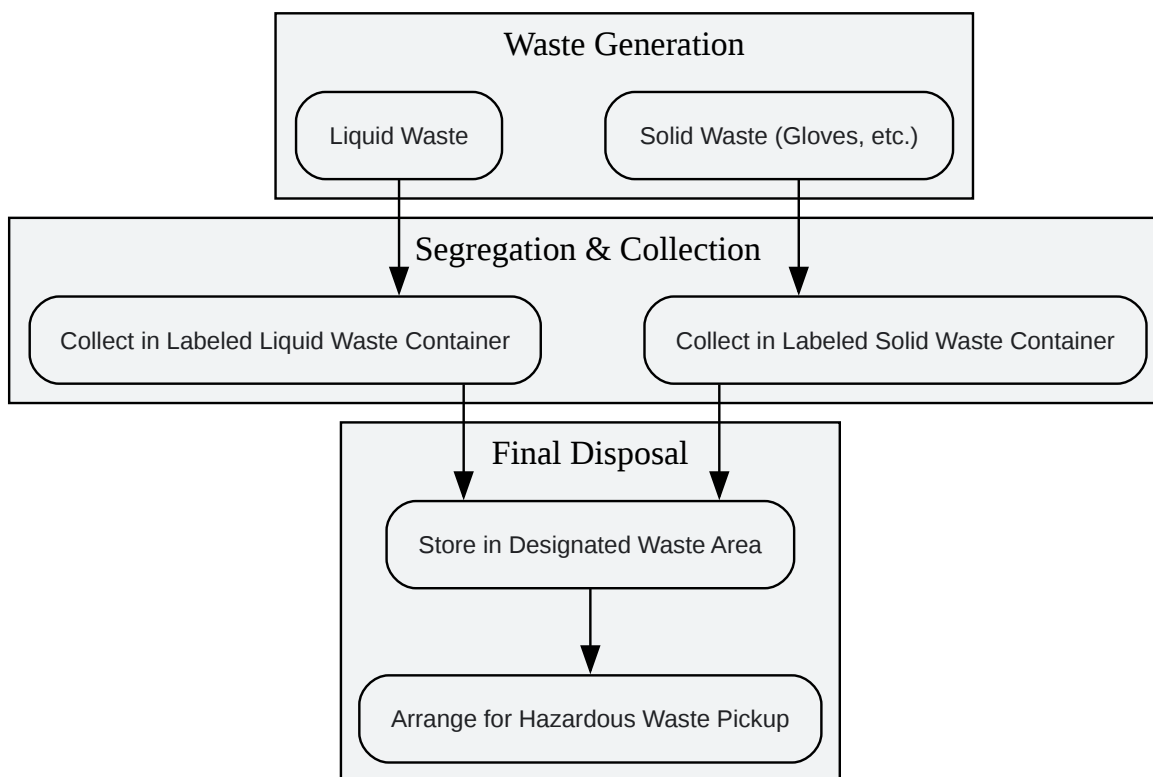 Waste Generation
Liquid Waste
Solid Waste (Gloves, etc.)
Segregation & Collection
Collect in Labeled Liquid Waste Container
Collect in Labeled Solid Waste Container
Final Disposal
Store in Designated Waste Area
Arrange for Hazardous Waste Pickup